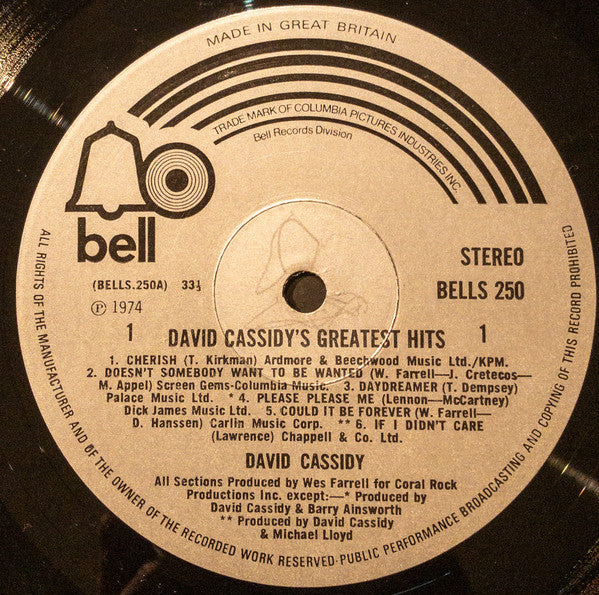 MADE IN GREAT BRITAIN
TRADE MARK OF COLUMBIA PICTURES INDUSTRIES, INC.
Bell Records Division
bell
STEREO
BELLS 250
(BELLS.250A) 33⅓
Ⓟ 1974
1 DAVID CASSIDY'S GREATEST HITS 1
1. CHERISH (T. Kirkman) Ardmore & Beechwood Music Ltd./KPM.
2. DOESN'T SOMEBODY WANT TO BE WANTED (W. Farrell—J. Cretecos—
M. Appel) Screen Gems-Columbia Music. 3. DAYDREAMER (T. Dempsey)
Palace Music Ltd. * 4. PLEASE PLEASE ME (Lennon—McCartney)
Dick James Music Ltd. 5. COULD IT BE FOREVER (W. Farrell—
D. Hanssen) Carlin Music Corp. ** 6. IF I DIDN'T CARE
(Lawrence) Chappell & Co. Ltd.
DAVID CASSIDY
All Sections Produced by Wes Farrell for Coral Rock
Productions Inc. except:—* Produced by
David Cassidy & Barry Ainsworth
** Produced by David Cassidy
& Michael Lloyd
ALL RIGHTS OF THE MANUFACTURER AND OF THE OWNER OF THE RECORDED WORK RESERVED·PUBLIC PERFORMANCE BROADCASTING AND COPYING OF THIS RECORD PROHIBITED